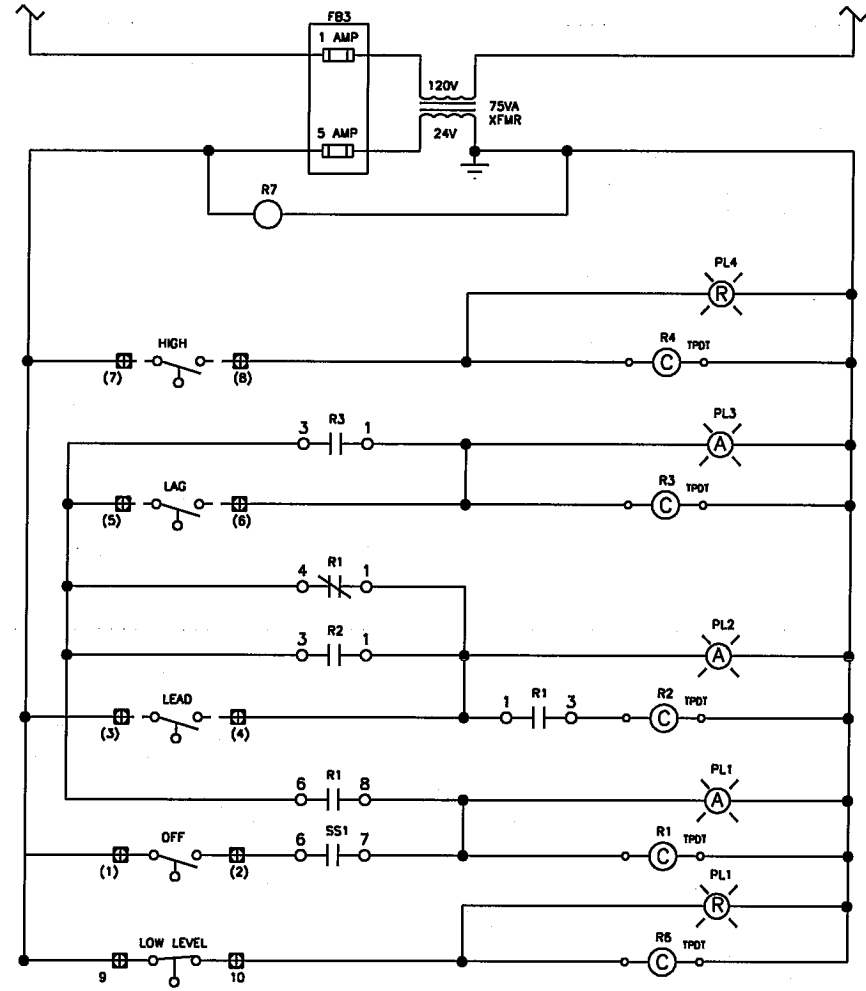 FB3
1 AMP
120V
75VA
XFMR
5 AMP
24V
R7
PL4
R
HIGH
R4 TPDT
C
(7) (8)
PL3
3 R3 1
A
LAG
R3 TPDT
C
(5) (6)
4 R1 1
PL2
3 R2 1
A
LEAD
1 R1 3
R2 TPDT
C
(3) (4)
PL1
6 R1 8
A
OFF
6 SS1 7
R1 TPDT
C
(1) (2)
PL1
R
LOW LEVEL
R6 TPDT
C
9 10